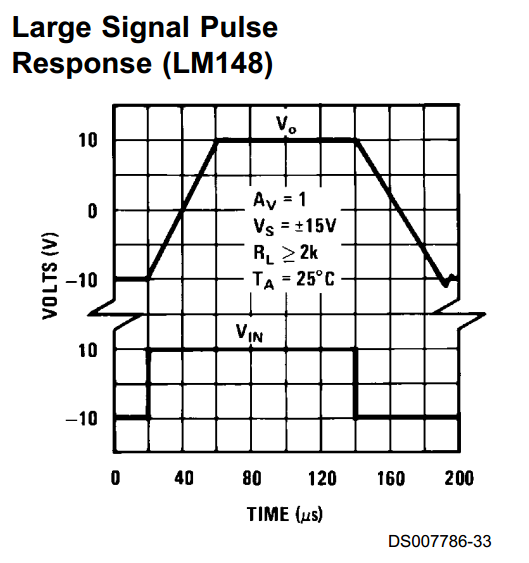 Large Signal Pulse
Response (LM148)
Vo
10
0
−10
VOLTS (V)
AV = 1
VS = ±15V
RL ≥ 2k
TA = 25°C
VIN
10
−10
0 40 80 120 160 200
TIME (μs)
DS007786-33